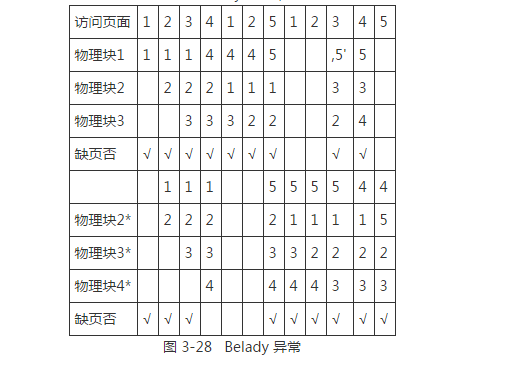 访问页面 1 2 3 4 1 2 5 1 2 3 4 5
物理块1 1 1 1 4 4 4 5 ,5' 5
物理块2 2 2 2 1 1 1 3 3
物理块3 3 3 3 2 2 2 4
缺页否 √ √ √ √ √ √ √ √ √
1 1 1 5 5 5 5 4 4
物理块2* 2 2 2 2 1 1 1 1 5
物理块3* 3 3 3 3 2 2 2 2
物理块4* 4 4 4 4 3 3 3
缺页否 √ √ √ √ √ √ √ √ √
图 3-28 Belady 异常